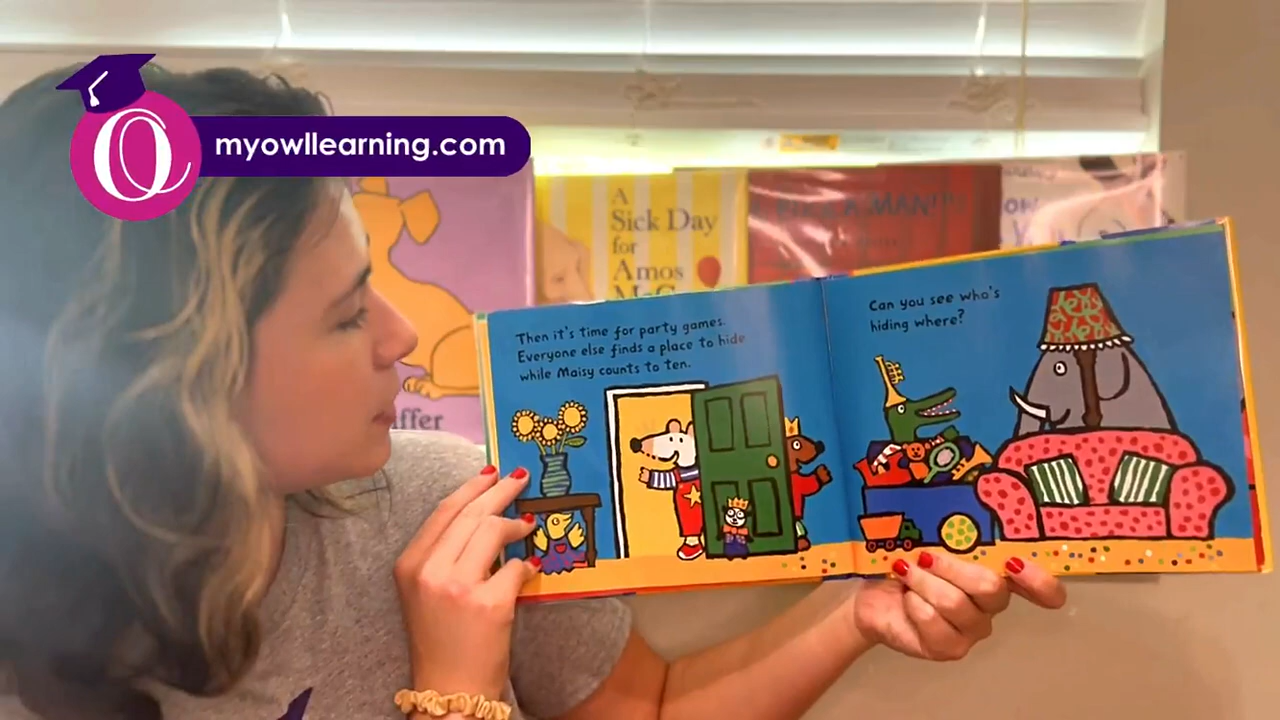 myowllearning.com
A
Sick Day
for
Amos
Then it's time for party games.
Everyone else finds a place to hide
while Maisy counts to ten.
Can you see who's
hiding where?